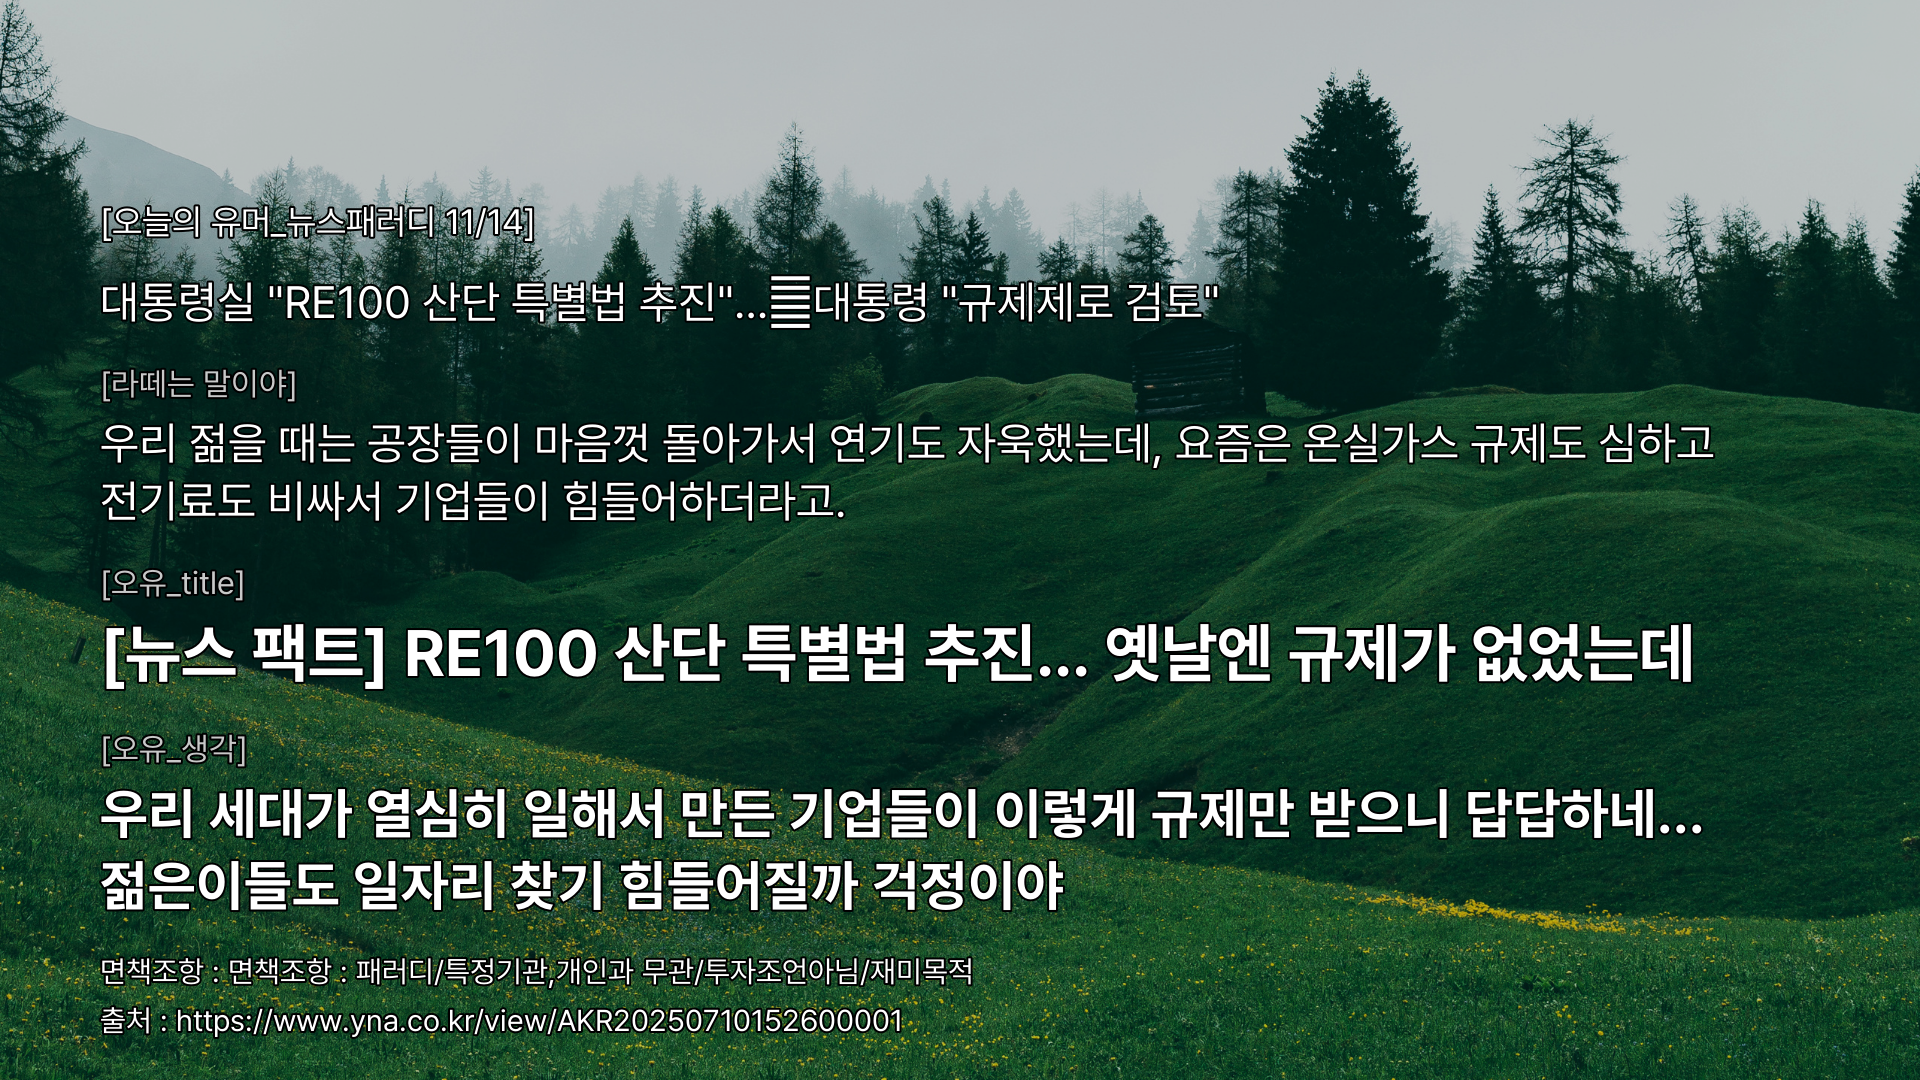 [오늘의 유머_뉴스패러디 11/14]
대통령실 "RE100 산단 특별법 추진"...대통령 "규제제로 검토"
[라떼는 말이야]
우리 젊을 때는 공장들이 마음껏 돌아가서 연기도 자욱했는데, 요즘은 온실가스 규제도 심하고
전기료도 비싸서 기업들이 힘들어하더라고.
[오유_title]
[뉴스 팩트] RE100 산단 특별법 추진... 옛날엔 규제가 없었는데
[오유_생각]
우리 세대가 열심히 일해서 만든 기업들이 이렇게 규제만 받으니 답답하네...
젊은이들도 일자리 찾기 힘들어질까 걱정이야
면책조항 : 면책조항 : 패러디/특정기관,개인과 무관/투자조언아님/재미목적
출처 : https://www.yna.co.kr/view/AKR20250710152600001